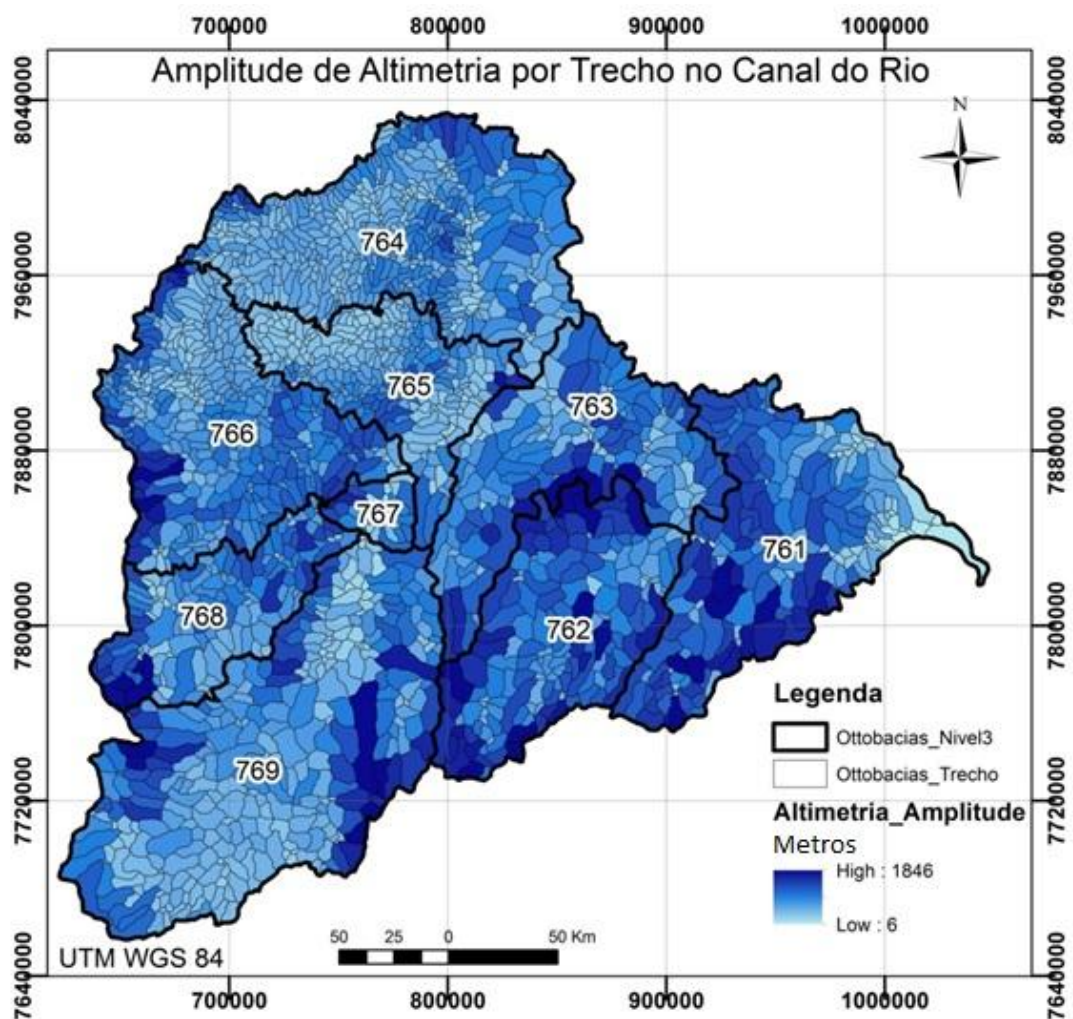 700000 800000 900000 1000000
Amplitude de Altimetria por Trecho no Canal do Rio
8040000 8040000
N
764
7960000 7960000
765
763
766
7880000 7880000
767
761
768
762
7800000 7800000
Legenda
Ottobacias_Nivel3
769
Ottobacias_Trecho
7720000 7720000
Altimetria_Amplitude
Metros
High : 1846
Low : 6
50 25 0 50 Km
UTM WGS 84
7640000 7640000
700000 800000 900000 1000000